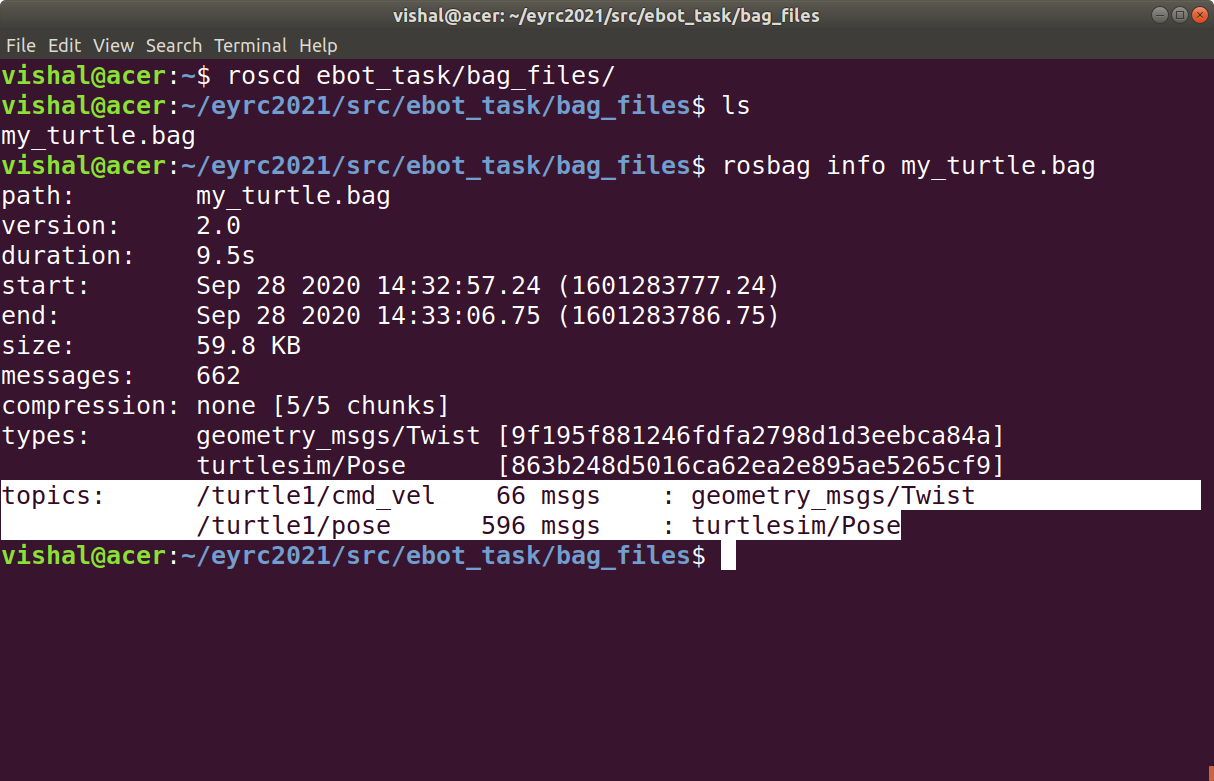 vishal@acer: ~/eyrc2021/src/ebot_task/bag_files
File Edit View Search Terminal Help
vishal@acer:~$ roscd ebot_task/bag_files/
vishal@acer:~/eyrc2021/src/ebot_task/bag_files$ ls
my_turtle.bag
vishal@acer:~/eyrc2021/src/ebot_task/bag_files$ rosbag info my_turtle.bag
path:        my_turtle.bag
version:     2.0
duration:    9.5s
start:       Sep 28 2020 14:32:57.24 (1601283777.24)
end:         Sep 28 2020 14:33:06.75 (1601283786.75)
size:        59.8 KB
messages:    662
compression: none [5/5 chunks]
types:       geometry_msgs/Twist [9f195f881246fdfa2798d1d3eebca84a]
             turtlesim/Pose      [863b248d5016ca62ea2e895ae5265cf9]
topics:      /turtle1/cmd_vel    66 msgs    : geometry_msgs/Twist
             /turtle1/pose      596 msgs    : turtlesim/Pose
vishal@acer:~/eyrc2021/src/ebot_task/bag_files$